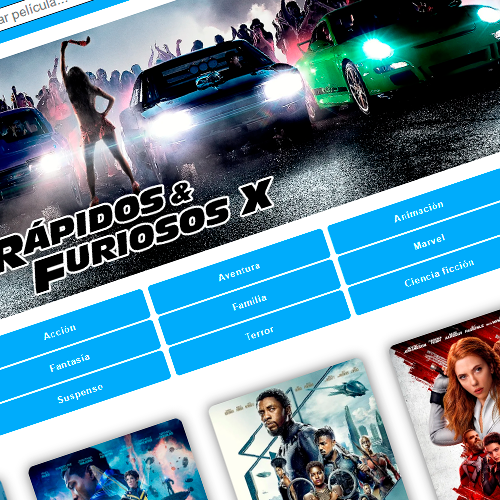 ar película...
RÁPIDOS &
FURIOSOS X
Acción
Aventura
Animación
Fantasía
Familia
Marvel
Suspenso
Terror
Ciencia ficción